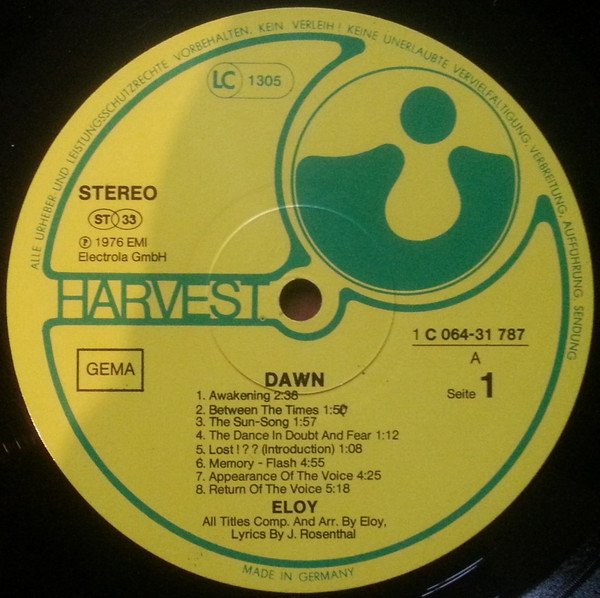 ALLE URHEBER UND LEISTUNGSSCHUTZRECHTE VORBEHALTEN. KEIN VERLEIH! KEINE UNERLAUBTE VERVIELFÄLTIGUNG, VERBREITUNG, AUFFÜHRUNG, SENDUNG
LC 1305
STEREO
ST 33
℗ 1976 EMI
Electrola GmbH
HARVEST
1 C 064-31 787
A
Seite 1
GEMA
DAWN
1. Awakening 2:38
2. Between The Times 1:50
3. The Sun-Song 1:57
4. The Dance In Doubt And Fear 1:12
5. Lost!?? (Introduction) 1:08
6. Memory - Flash 4:55
7. Appearance Of The Voice 4:25
8. Return Of The Voice 5:18
ELOY
All Titles Comp. And Arr. By Eloy,
Lyrics By J. Rosenthal
MADE IN GERMANY